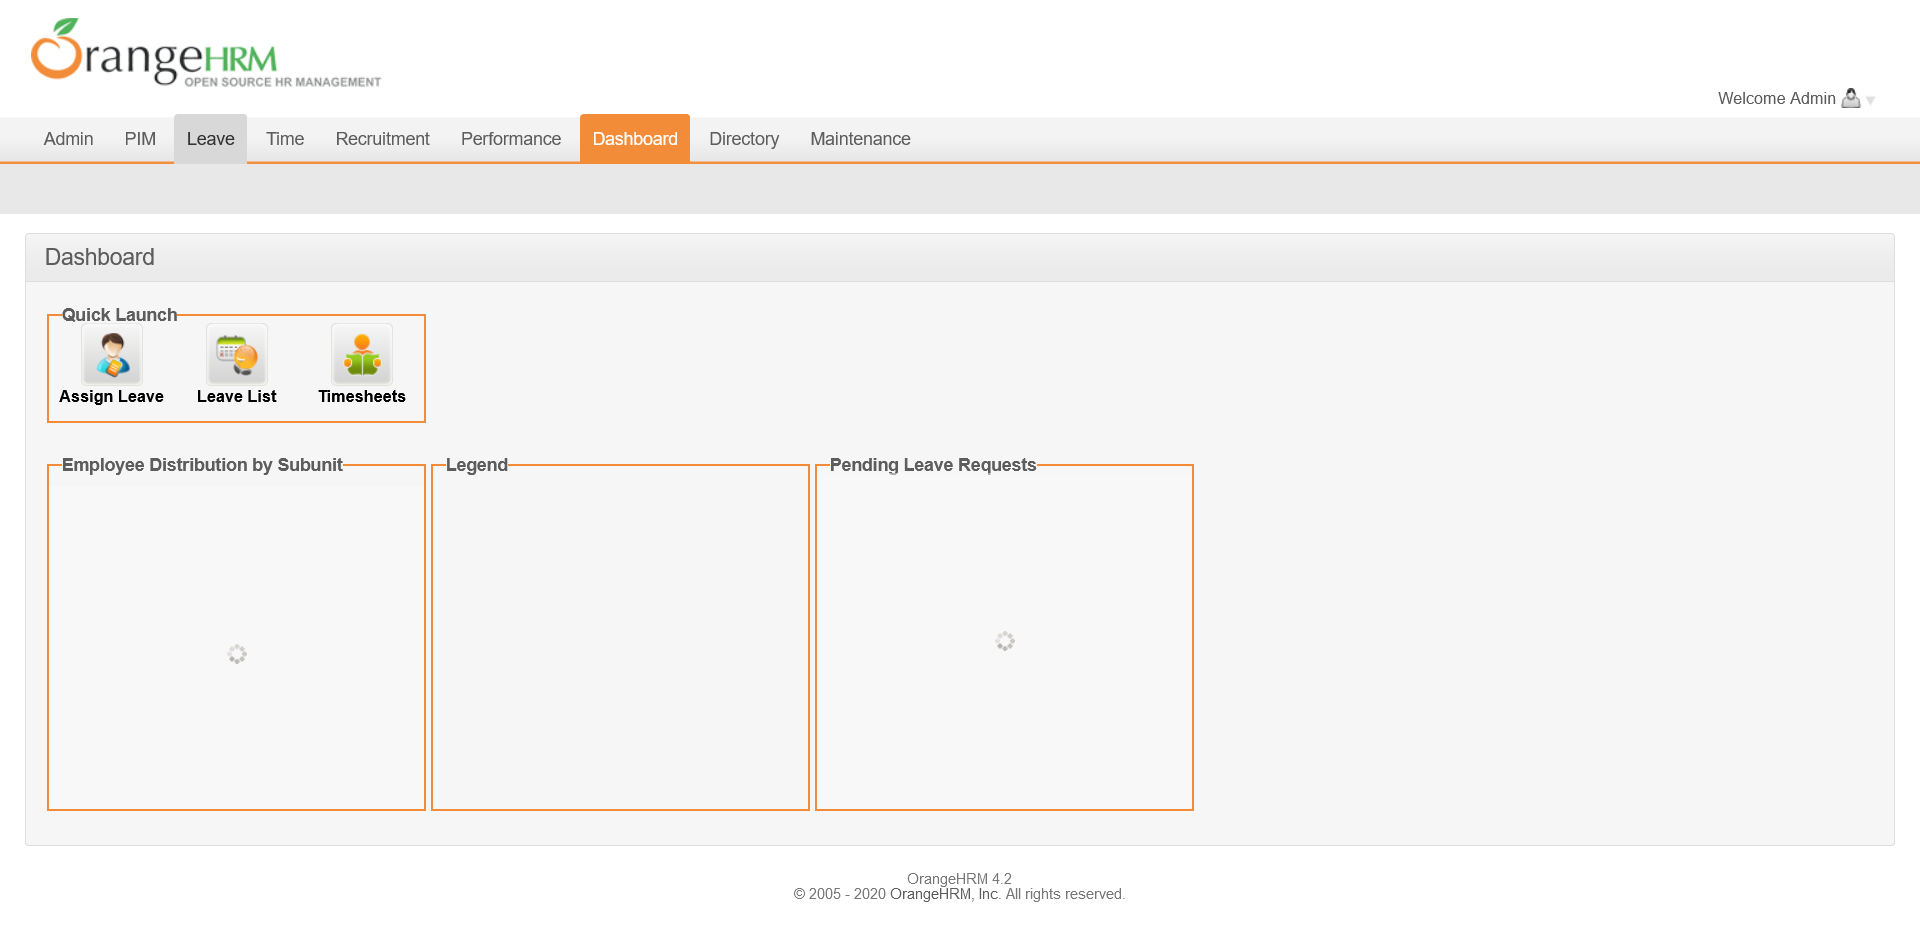 OrangeHRM
OPEN SOURCE HR MANAGEMENT
Welcome Admin
Admin PIM Leave Time Recruitment Performance Dashboard Directory Maintenance
Dashboard
Quick Launch
Assign Leave Leave List Timesheets
Employee Distribution by Subunit Legend Pending Leave Requests
OrangeHRM 4.2
© 2005 - 2020 OrangeHRM, Inc. All rights reserved.